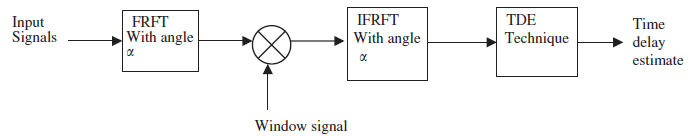 Input
Signals
FRFT
With angle
α
IFRFT
With angle
α
TDE
Technique
Time
delay
estimate
Window signal